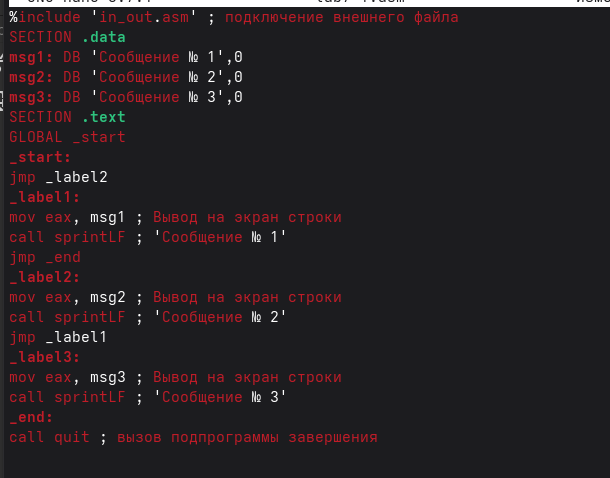 %include 'in_out.asm' ; подключение внешнего файла
SECTION .data
msg1: DB 'Сообщение № 1',0
msg2: DB 'Сообщение № 2',0
msg3: DB 'Сообщение № 3',0
SECTION .text
GLOBAL _start
_start:
jmp _label2
_label1:
mov eax, msg1 ; Вывод на экран строки
call sprintLF ; 'Сообщение № 1'
jmp _end
_label2:
mov eax, msg2 ; Вывод на экран строки
call sprintLF ; 'Сообщение № 2'
jmp _label1
_label3:
mov eax, msg3 ; Вывод на экран строки
call sprintLF ; 'Сообщение № 3'
_end:
call quit ; вызов подпрограммы завершения